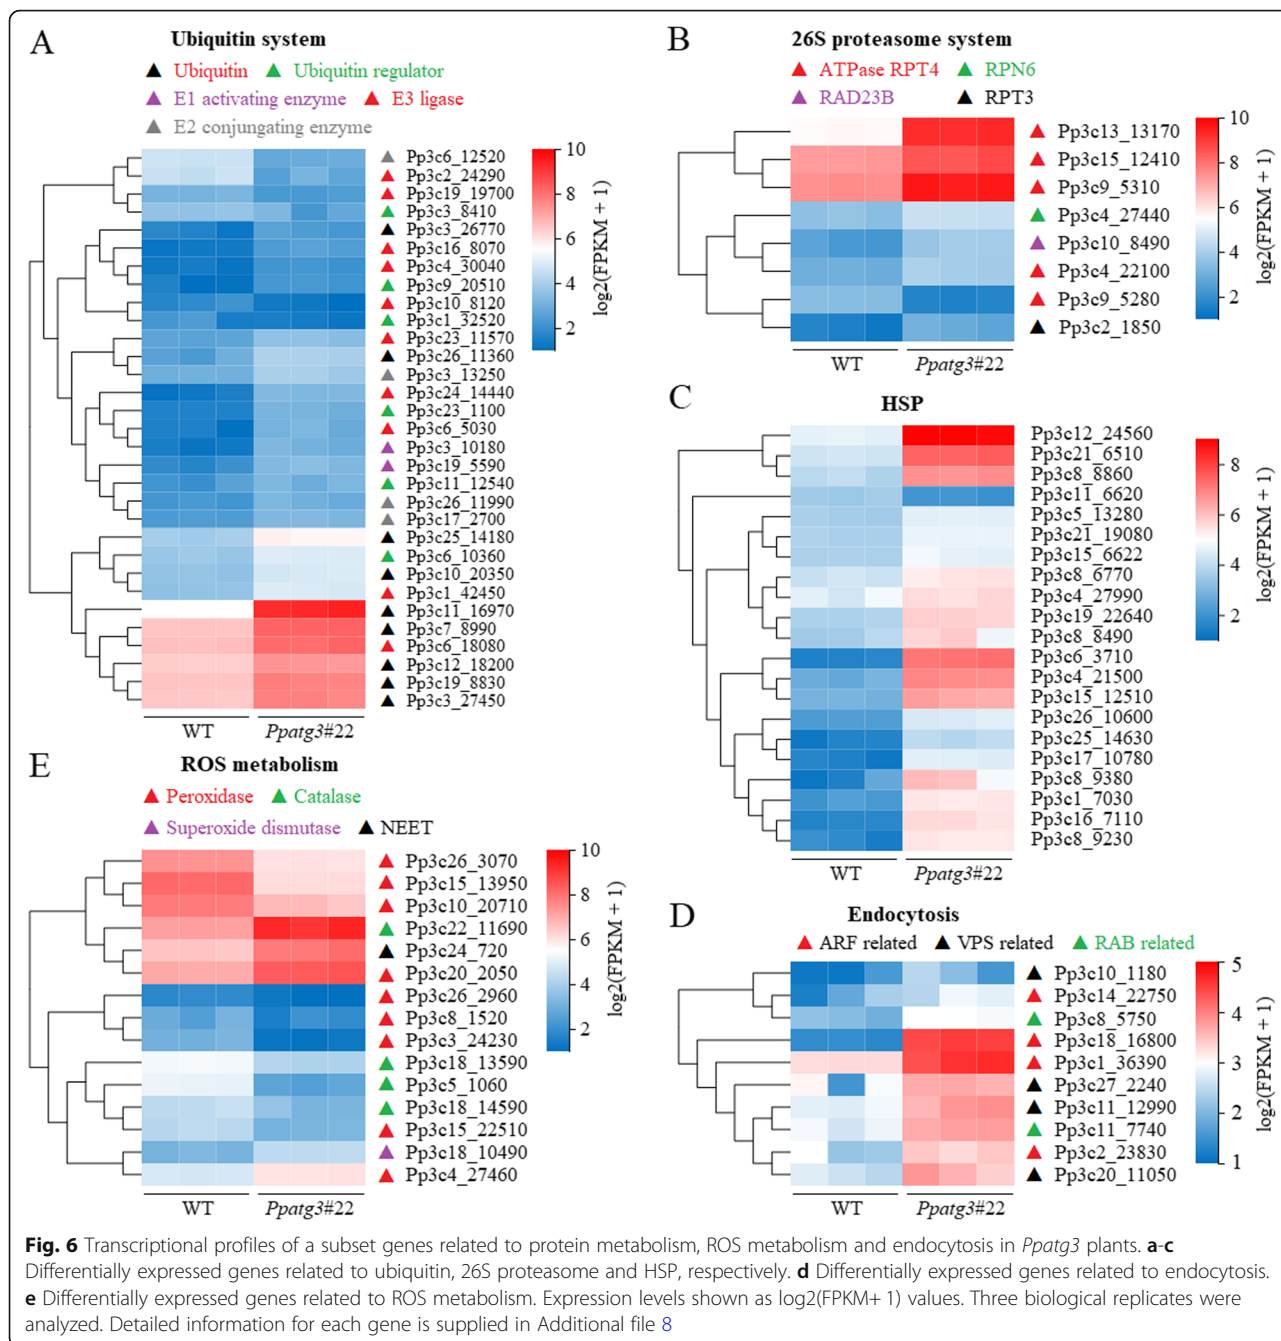 A
Ubiquitin system
▲ Ubiquitin ▲ Ubiquitin regulator
▲ E1 activating enzyme ▲ E3 ligase
▲ E2 conjungating enzyme
Pp3c6_12520
Pp3c2_24290
Pp3c19_19700
Pp3c3_8410
Pp3c3_26770
Pp3c16_8070
Pp3c4_30040
Pp3c9_20510
Pp3c10_8120
Pp3c1_32520
Pp3c23_11570
Pp3c26_11360
Pp3c3_13250
Pp3c24_14440
Pp3c23_1100
Pp3c6_5030
Pp3c3_10180
Pp3c19_5590
Pp3c11_12540
Pp3c26_11990
Pp3c17_2700
Pp3c25_14180
Pp3c6_10360
Pp3c10_20350
Pp3c1_42450
Pp3c11_16970
Pp3c7_8990
Pp3c6_18080
Pp3c12_18200
Pp3c19_8830
Pp3c3_27450
10
8
6
4
2
log2(FPKM + 1)
WT Ppatg3#22
B
26S proteasome system
▲ ATPase RPT4 ▲ RPN6
▲ RAD23B ▲ RPT3
Pp3c13_13170
Pp3c15_12410
Pp3c9_5310
Pp3c4_27440
Pp3c10_8490
Pp3c4_22100
Pp3c9_5280
Pp3c2_1850
10
8
6
4
2
log2(FPKM + 1)
WT Ppatg3#22
C
HSP
Pp3c12_24560
Pp3c21_6510
Pp3c8_8860
Pp3c11_6620
Pp3c5_13280
Pp3c21_19080
Pp3c15_6622
Pp3c8_6770
Pp3c4_27990
Pp3c19_22640
Pp3c8_8490
Pp3c6_3710
Pp3c4_21500
Pp3c15_12510
Pp3c26_10600
Pp3c25_14630
Pp3c17_10780
Pp3c8_9380
Pp3c1_7030
Pp3c16_7110
Pp3c8_9230
8
6
4
2
log2(FPKM + 1)
WT Ppatg3#22
D
Endocytosis
▲ ARF related ▲ VPS related ▲ RAB related
Pp3c10_1180
Pp3c14_22750
Pp3c8_5750
Pp3c18_16800
Pp3c1_36390
Pp3c27_2240
Pp3c11_12990
Pp3c11_7740
Pp3c2_23830
Pp3c20_11050
5
4
3
2
1
log2(FPKM + 1)
WT Ppatg3#22
E
ROS metabolism
▲ Peroxidase ▲ Catalase
▲ Superoxide dismutase ▲ NEET
Pp3c26_3070
Pp3c15_13950
Pp3c10_20710
Pp3c22_11690
Pp3c24_720
Pp3c20_2050
Pp3c26_2960
Pp3c8_1520
Pp3c3_24230
Pp3c18_13590
Pp3c5_1060
Pp3c18_14590
Pp3c15_22510
Pp3c18_10490
Pp3c4_27460
10
8
6
4
2
log2(FPKM + 1)
WT Ppatg3#22
Fig. 6 Transcriptional profiles of a subset genes related to protein metabolism, ROS metabolism and endocytosis in Ppatg3 plants. a-c
Differentially expressed genes related to ubiquitin, 26S proteasome and HSP, respectively. d Differentially expressed genes related to endocytosis.
e Differentially expressed genes related to ROS metabolism. Expression levels shown as log2(FPKM+ 1) values. Three biological replicates were
analyzed. Detailed information for each gene is supplied in Additional file 8